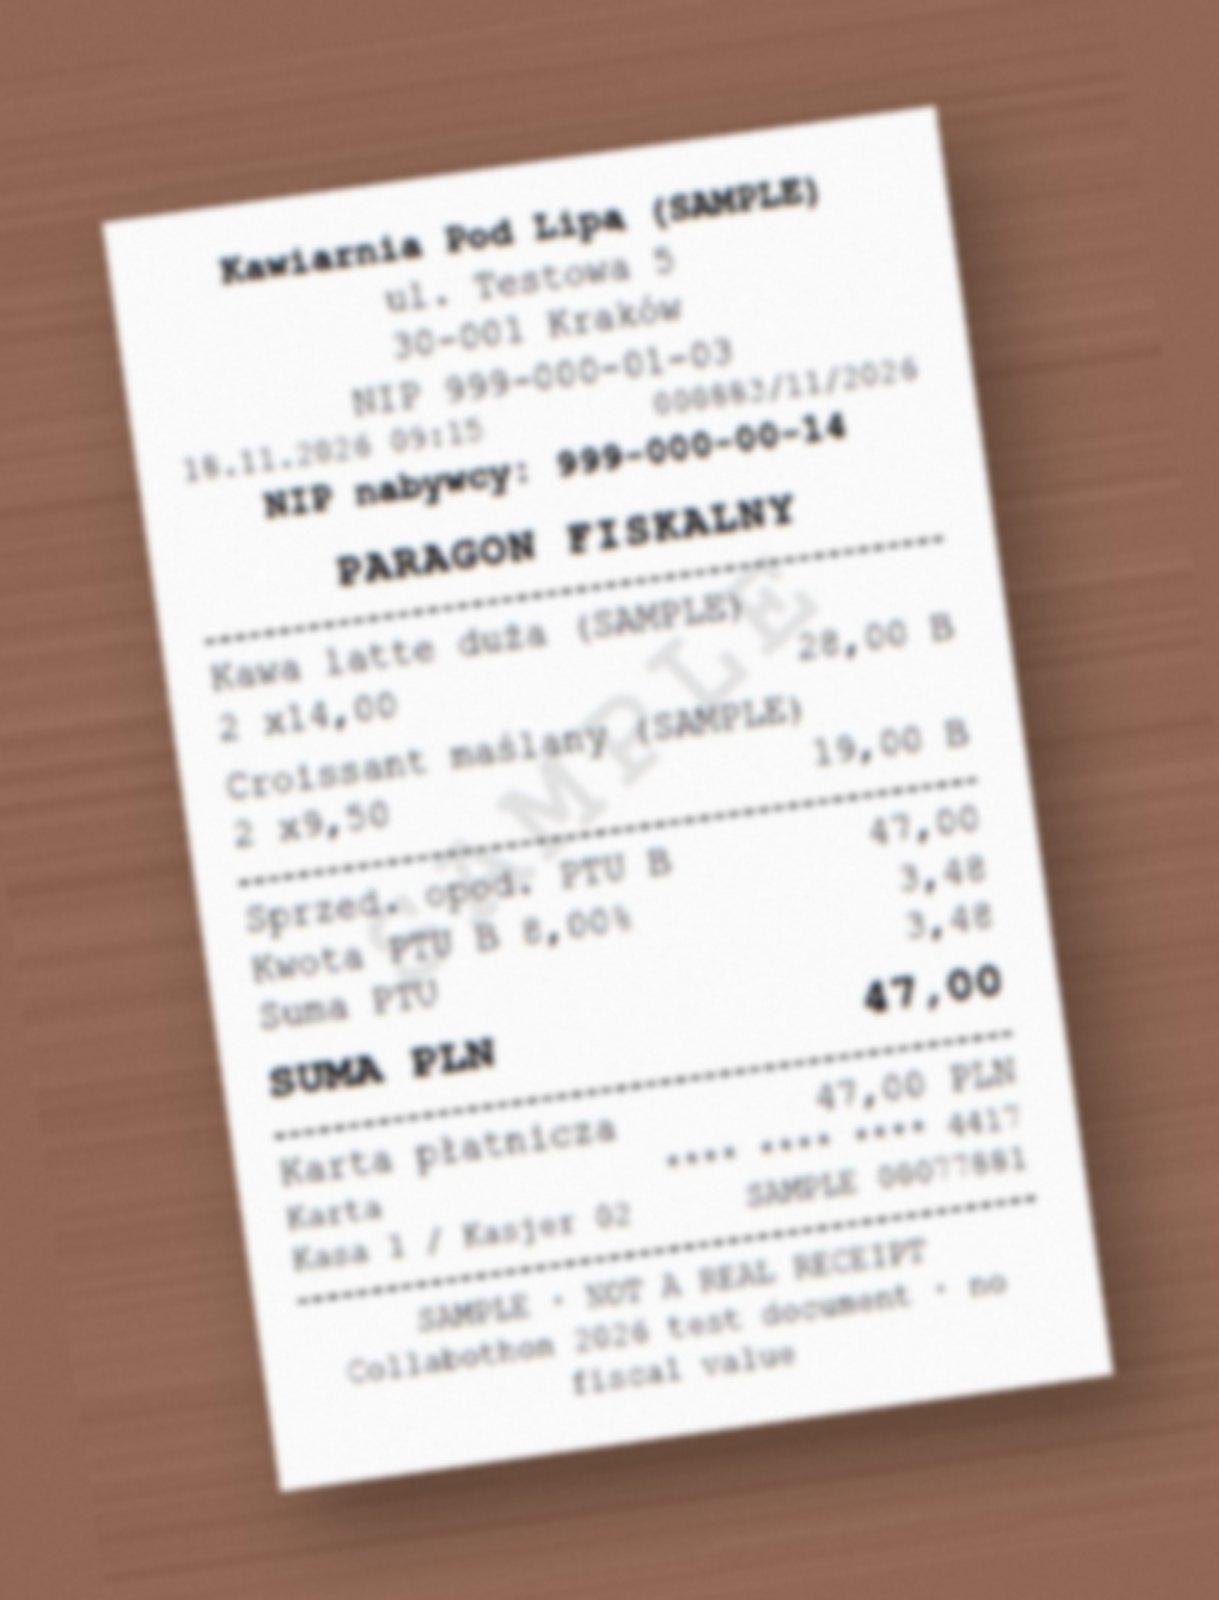 Kawiarnia Pod Lipa (SAMPLE)
ul. Testowa 5
30-001 Kraków
NIP 999-000-01-03
18.11.2026 09:15 000883/11/2026
NIP nabywcy: 999-000-00-14
PARAGON FISKALNY
Kawa latte duża (SAMPLE)
2 x14,00 28,00 B
Croissant maślany (SAMPLE)
2 x9,50 19,00 B
Sprzed. opod. PTU B 47,00
Kwota PTU B 8,00% 3,48
Suma PTU 3,48
SUMA PLN 47,00
Karta płatnicza 47,00 PLN
Karta **** **** **** 4417
Kasa 1 / Kasjer 02 SAMPLE 00077881
SAMPLE · NOT A REAL RECEIPT
Collabothon 2026 test document · no
fiscal value
SAMPLE